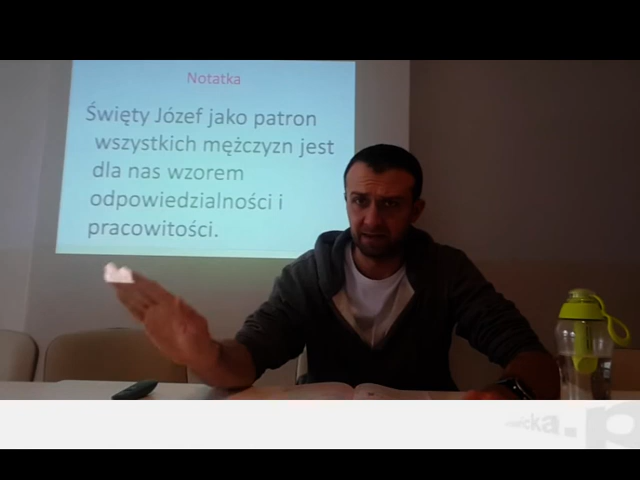 Notatka
Święty Józef jako patron
wszystkich mężczyzn jest
dla nas wzorem
odpowiedzialności i
pracowitości.